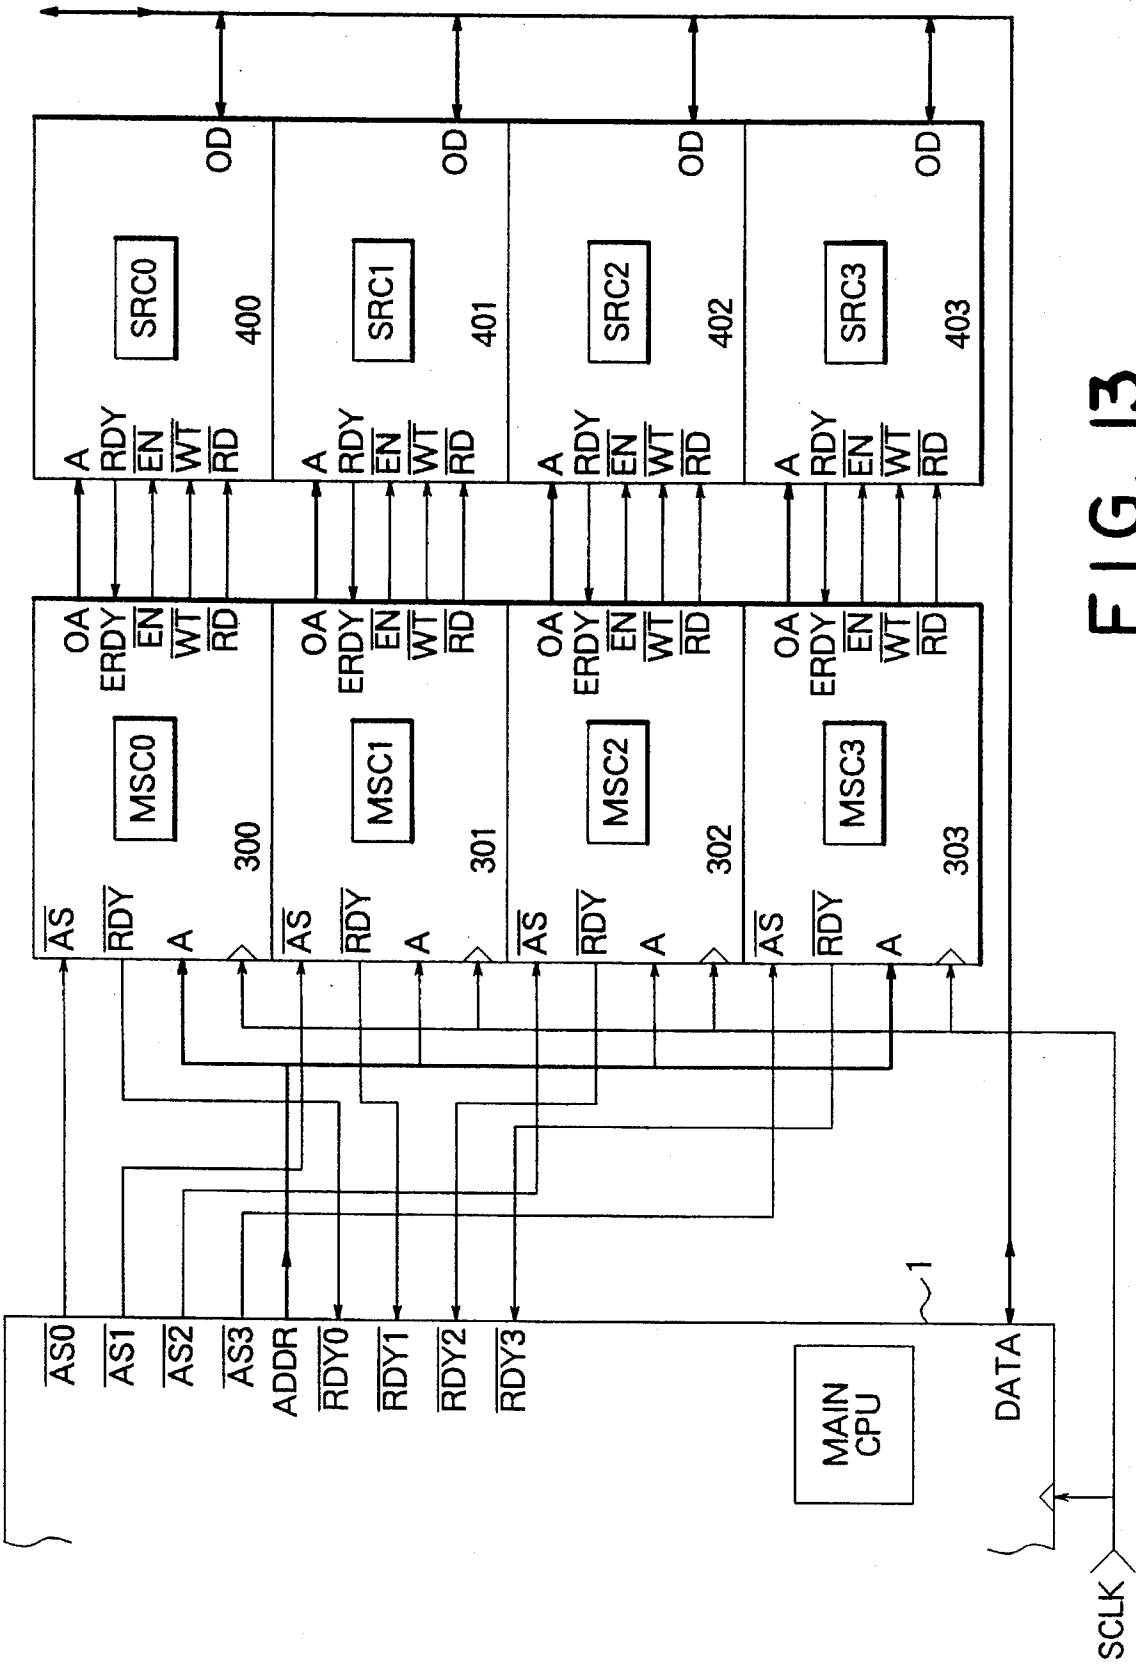 AS0
AS1
AS2
AS3
ADDR
RDY0
RDY1
RDY2
RDY3
MAIN
CPU
1
DATA
SCLK
AS
RDY
A
MSC0
300
OA
ERDY
EN
WT
RD
AS
RDY
A
MSC1
301
OA
ERDY
EN
WT
RD
AS
RDY
A
MSC2
302
OA
ERDY
EN
WT
RD
AS
RDY
A
MSC3
303
OA
ERDY
EN
WT
RD
A
RDY
EN
WT
RD
SRC0
400
OD
A
RDY
EN
WT
RD
SRC1
401
OD
A
RDY
EN
WT
RD
SRC2
402
OD
A
RDY
EN
WT
RD
SRC3
403
OD
FIG. 13